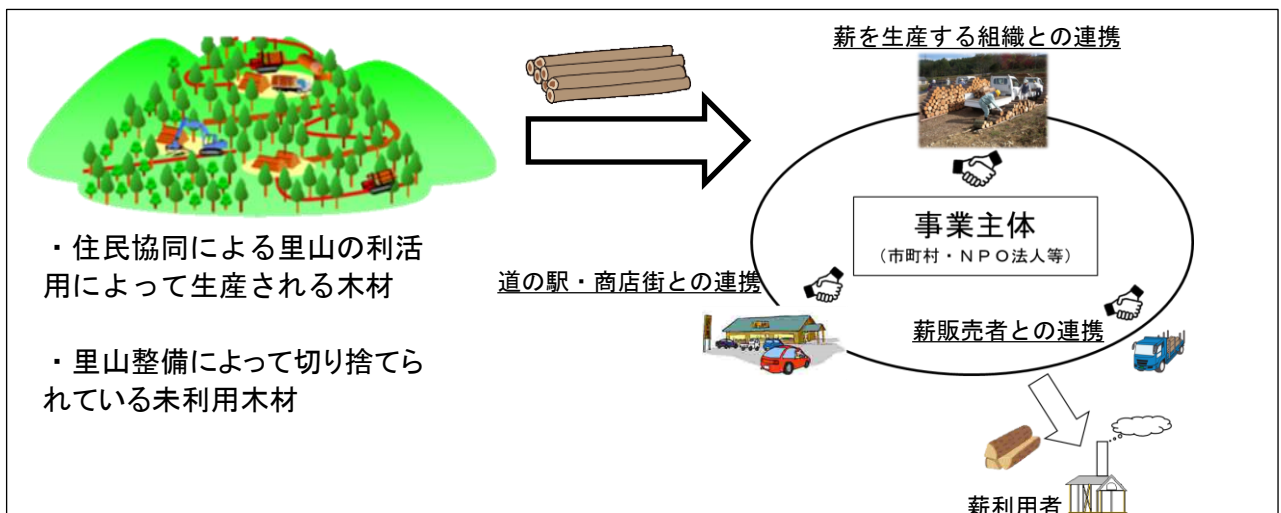 薪を生産する組織との連携
事業主体
（市町村・ＮＰＯ法人等）
・住民協同による里山の利活
用によって生産される木材
道の駅・商店街との連携
薪販売者との連携
・里山整備によって切り捨てら
れている未利用木材
薪利用者